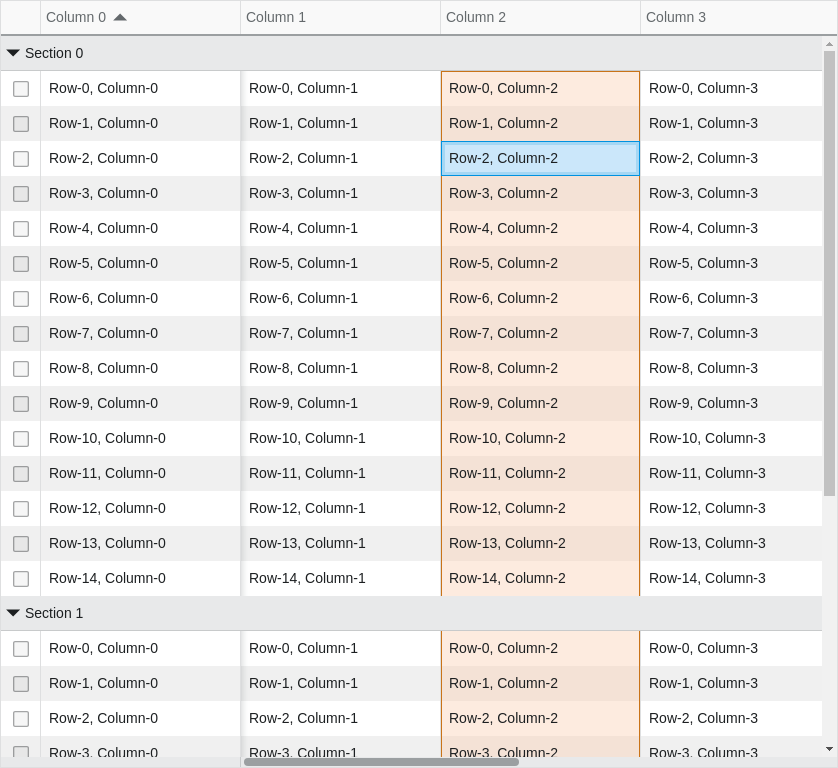 Column 0 Column 1 Column 2 Column 3
Section 0
Row-0, Column-0 Row-0, Column-1 Row-0, Column-2 Row-0, Column-3
Row-1, Column-0 Row-1, Column-1 Row-1, Column-2 Row-1, Column-3
Row-2, Column-0 Row-2, Column-1 Row-2, Column-2 Row-2, Column-3
Row-3, Column-0 Row-3, Column-1 Row-3, Column-2 Row-3, Column-3
Row-4, Column-0 Row-4, Column-1 Row-4, Column-2 Row-4, Column-3
Row-5, Column-0 Row-5, Column-1 Row-5, Column-2 Row-5, Column-3
Row-6, Column-0 Row-6, Column-1 Row-6, Column-2 Row-6, Column-3
Row-7, Column-0 Row-7, Column-1 Row-7, Column-2 Row-7, Column-3
Row-8, Column-0 Row-8, Column-1 Row-8, Column-2 Row-8, Column-3
Row-9, Column-0 Row-9, Column-1 Row-9, Column-2 Row-9, Column-3
Row-10, Column-0 Row-10, Column-1 Row-10, Column-2 Row-10, Column-3
Row-11, Column-0 Row-11, Column-1 Row-11, Column-2 Row-11, Column-3
Row-12, Column-0 Row-12, Column-1 Row-12, Column-2 Row-12, Column-3
Row-13, Column-0 Row-13, Column-1 Row-13, Column-2 Row-13, Column-3
Row-14, Column-0 Row-14, Column-1 Row-14, Column-2 Row-14, Column-3
Section 1
Row-0, Column-0 Row-0, Column-1 Row-0, Column-2 Row-0, Column-3
Row-1, Column-0 Row-1, Column-1 Row-1, Column-2 Row-1, Column-3
Row-2, Column-0 Row-2, Column-1 Row-2, Column-2 Row-2, Column-3
Row-3, Column-0 Row-3, Column-1 Row-3, Column-2 Row-3, Column-3